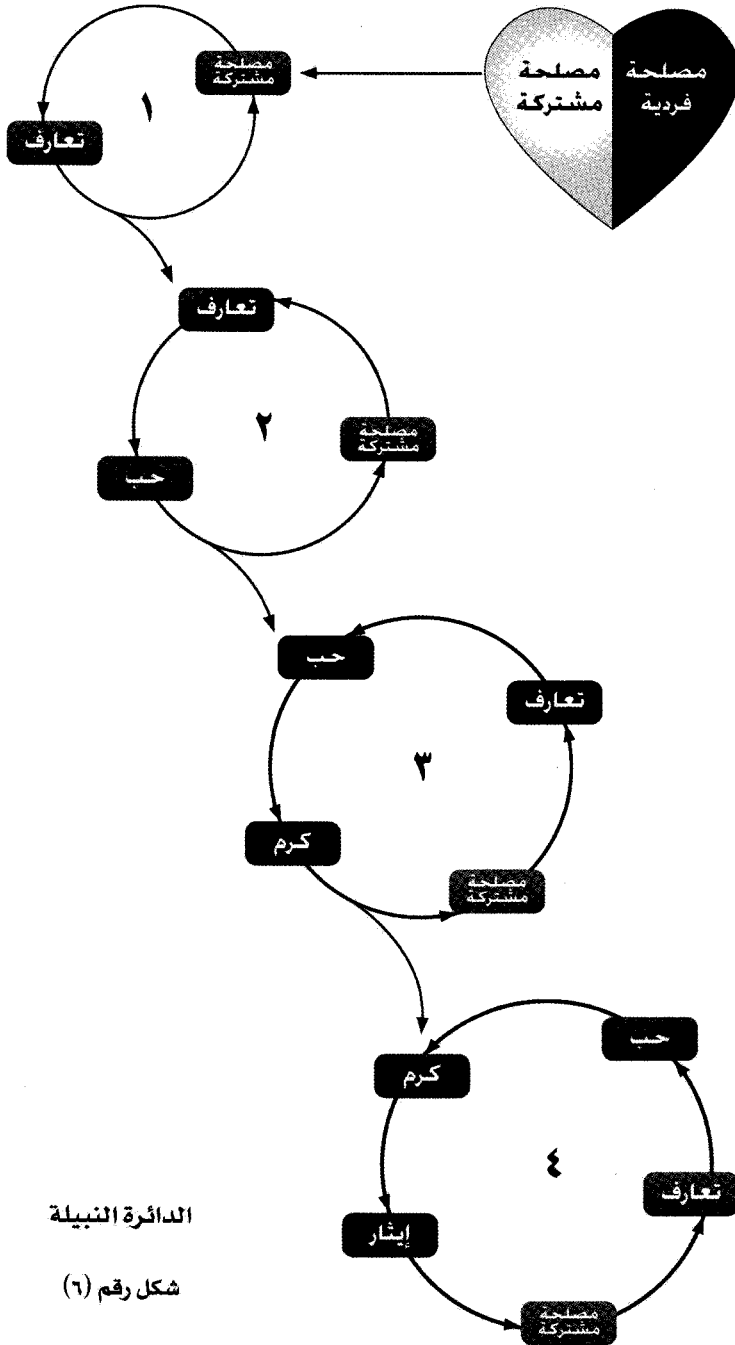 مصلحة
فردية
مصلحة
مشتركة
مصلحة
مشتركة
١
تعارف
تعارف
٢
مصلحة
مشتركة
حب
حب
تعارف
٣
كرم
مصلحة
مشتركة
حب
كرم
٤
تعارف
إيثار
مصلحة
مشتركة
الدائرة النبيلة
شكل رقم (٦)